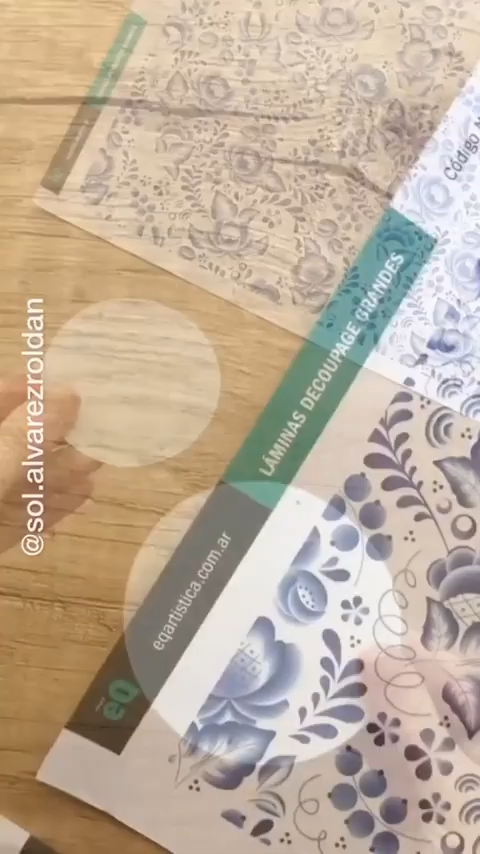 @sol.alvarezroldan
LÁMINAS DECOUPAGE GRANDES
eqartistica.com.ar
eq
Código